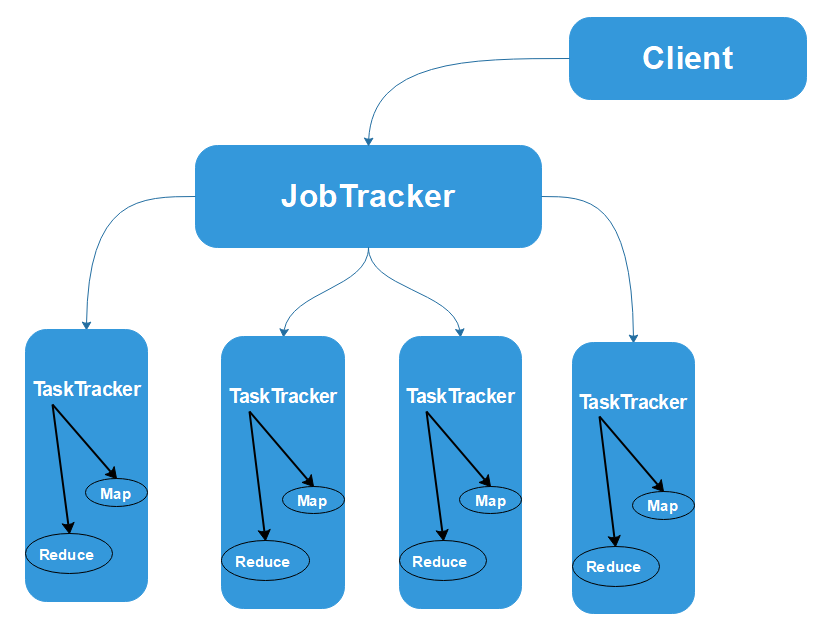 Client
JobTracker
TaskTracker
Map
Reduce
TaskTracker
Map
Reduce
TaskTracker
Map
Reduce
TaskTracker
Map
Reduce